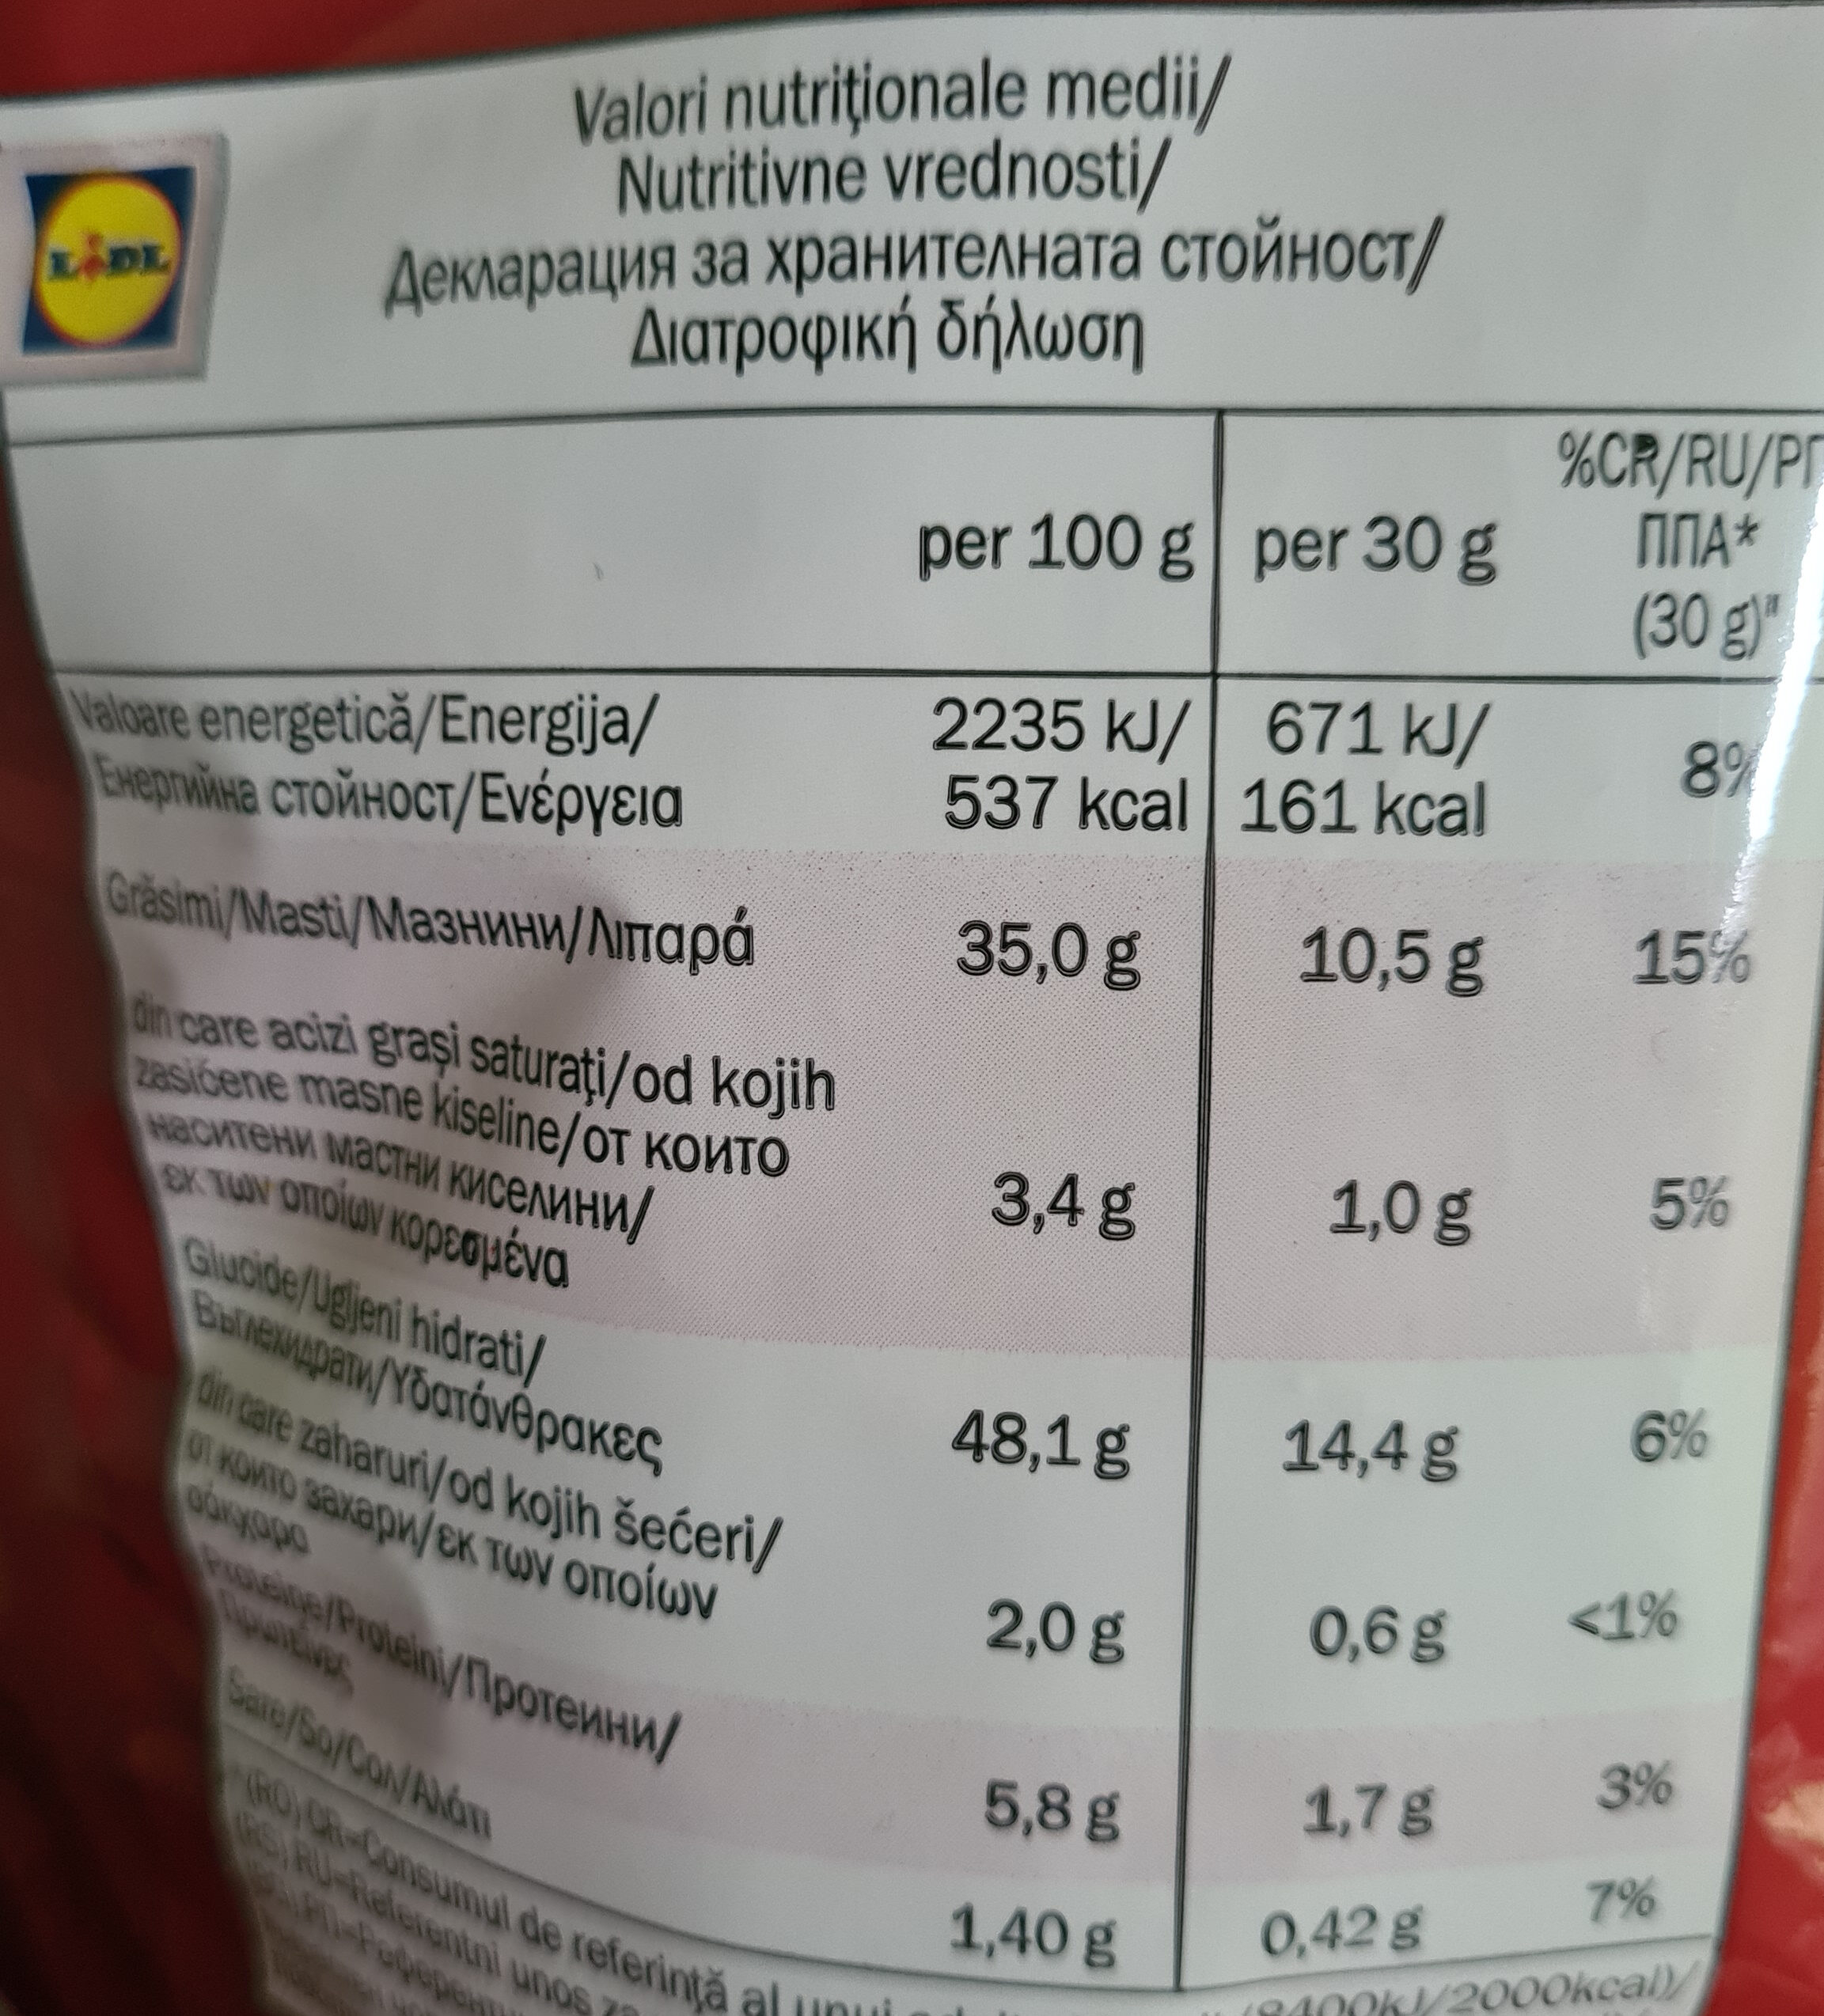 Valori nutriționale medii/
Nutritivne vrednosti/
Декларация за хранителната стойност/
Διατροφική δήλωση
LIDL
%CR/RU/РП
ΠΠΑ*
per 100 g per 30 g
(30 g)**
Valoare energetică/Energija/
Енергийна стойност/Ενέργεια
2235 kJ/ 671 kJ/
537 kcal 161 kcal
8%
Grăsimi/Masti/Мазнини/Λιπαρά 35,0 g 10,5 g 15%
din care acizi grași saturați/od kojih
zasićene masne kiseline/от които
наситени мастни киселини/
εκ των οποίων κορεσμένα
3,4 g 1,0 g 5%
Glucide/Ugljeni hidrati/
Въглехидрати/Υδατάνθρακες
48,1 g 14,4 g 6%
din care zaharuri/od kojih šećeri/
от които захари/εκ των οποίων
σάκχαρα
2,0 g 0,6 g <1%
Proteine/Proteini/Протеини/
Πρωτεΐνες
5,8 g 1,7 g 3%
Sare/So/Сол/Αλάτι
1,40 g 0,42 g 7%
(RO) CR=Consumul de referință al unui
(RS) RU=Referentni unos za
(8400kJ/2000kcal)/